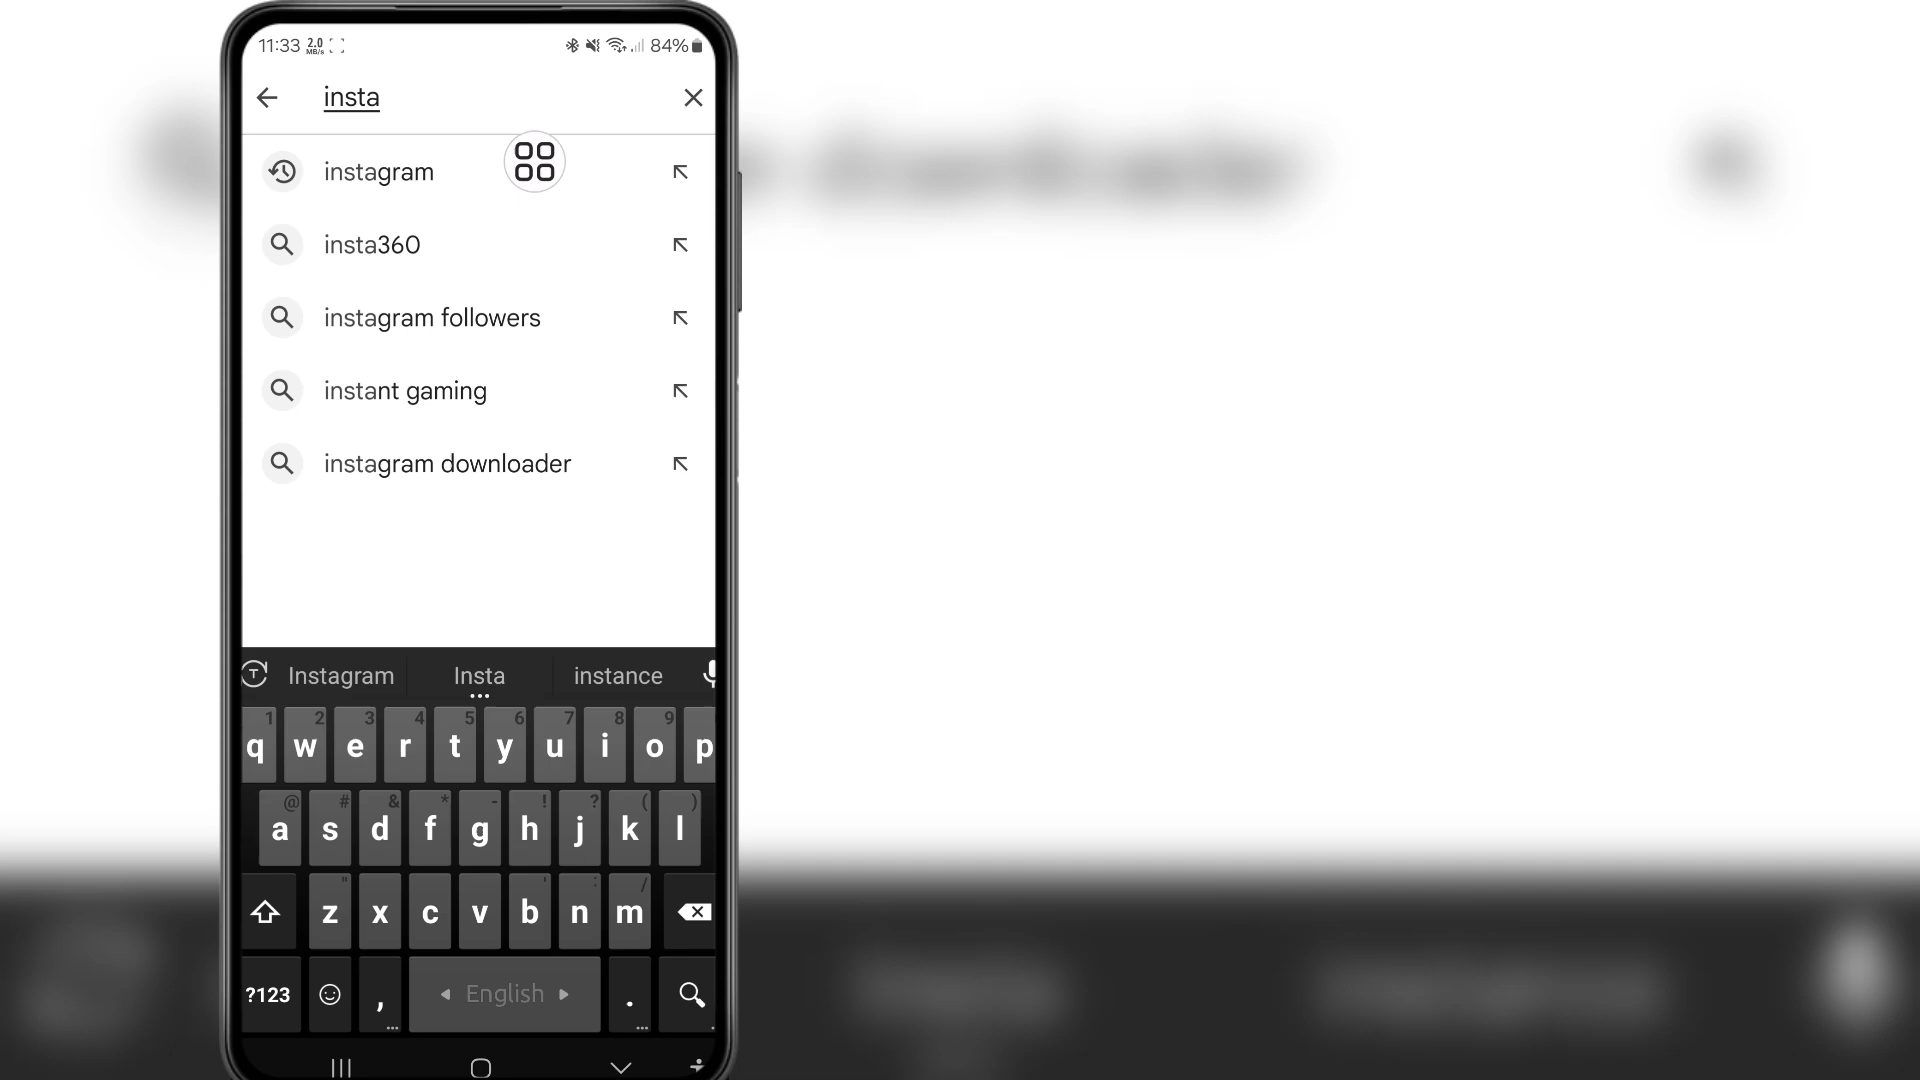 11:33 2.0 MB/s 84%
insta
instagram
insta360
instagram followers
instant gaming
instagram downloader
T Instagram Insta instance
1 2 3 4 5 6 7 8 9
q w e r t y u i o p
@ # & * - ! ? ( )
a s d f g h j k l
" ' : /
z x c v b n m
?123 , English .